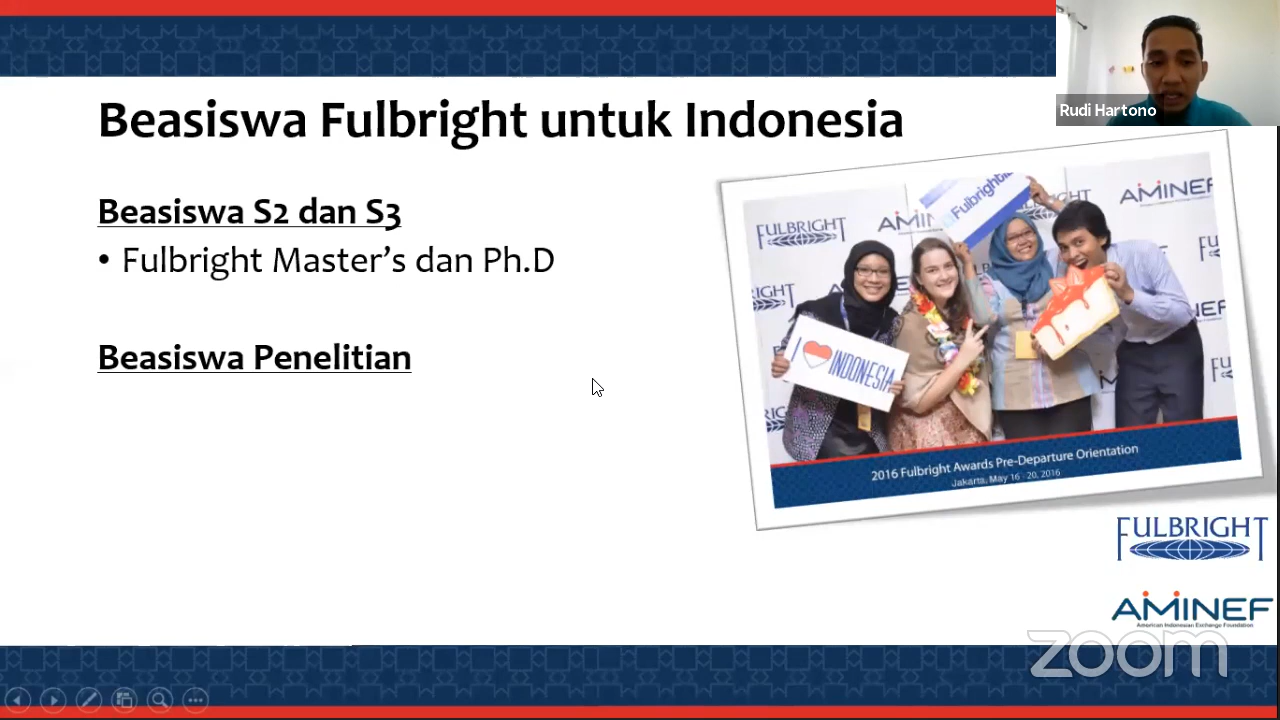 Beasiswa Fulbright untuk Indonesia
Rudi Hartono
Beasiswa S2 dan S3
• Fulbright Master's dan Ph.D
Beasiswa Penelitian
FULBRIGHT
AMINEF
Fulbright
I INDONESIA
2016 Fulbright Awards Pre-Departure Orientation
Jakarta, May 16 - 20, 2016
FULBRIGHT
AMINEF
American Indonesian Exchange Foundation
zoom